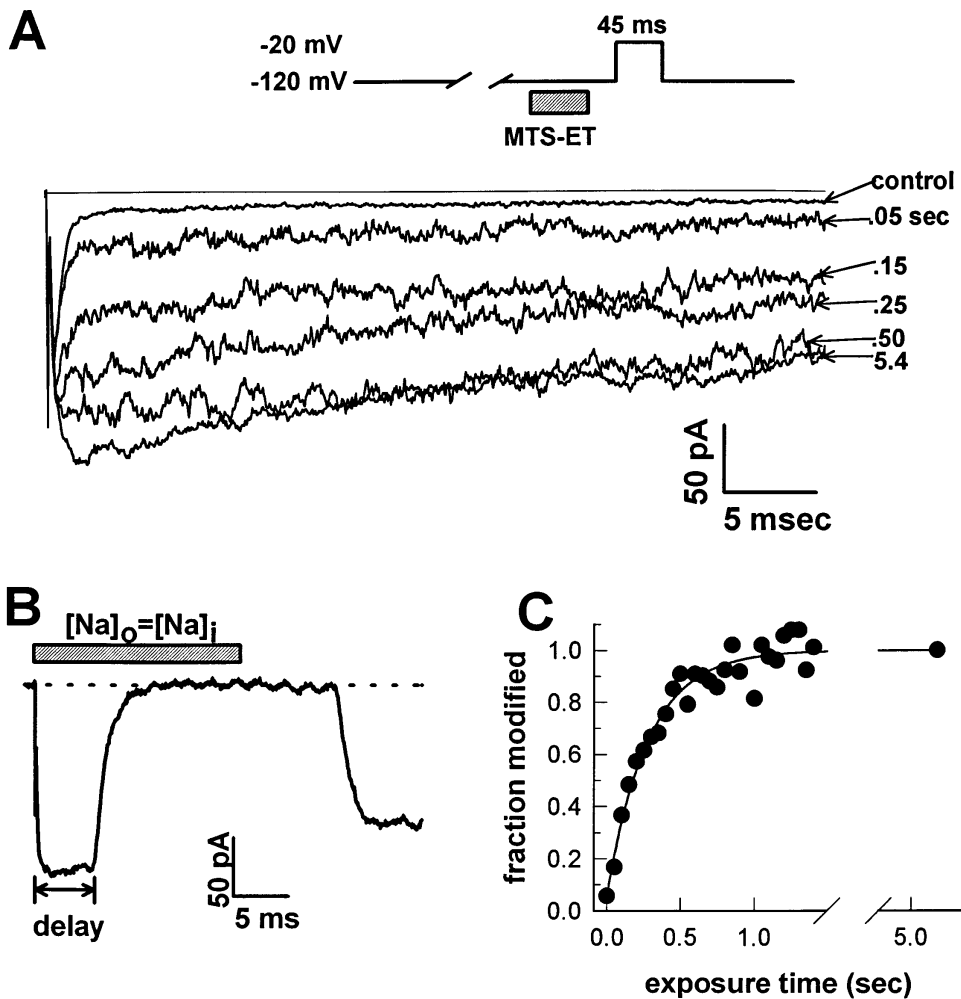 A
45 ms
-20 mV
-120 mV
MTS-ET
control
.05 sec
.15
.25
.50
5.4
50 pA
5 msec
B
[Na]o=[Na]i
50 pA
5 ms
delay
C
fraction modified
1.0
0.8
0.6
0.4
0.2
0.0
0.0 0.5 1.0 5.0
exposure time (sec)